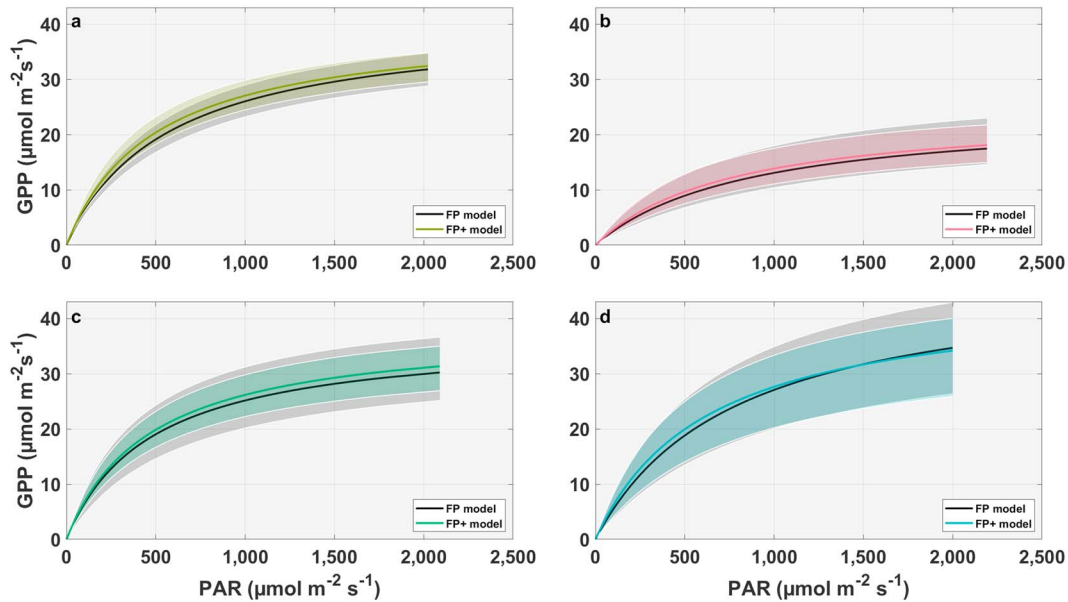 a
40
30
20
10
0
GPP (µmol m-2s-1)
FP model
FP+ model
0 500 1,000 1,500 2,000 2,500
b
40
30
20
10
0
FP model
FP+ model
0 500 1,000 1,500 2,000 2,500
c
40
30
20
10
0
GPP (µmol m-2s-1)
FP model
FP+ model
0 500 1,000 1,500 2,000 2,500
PAR (µmol m-2 s-1)
d
40
30
20
10
0
FP model
FP+ model
0 500 1,000 1,500 2,000 2,500
PAR (µmol m-2 s-1)